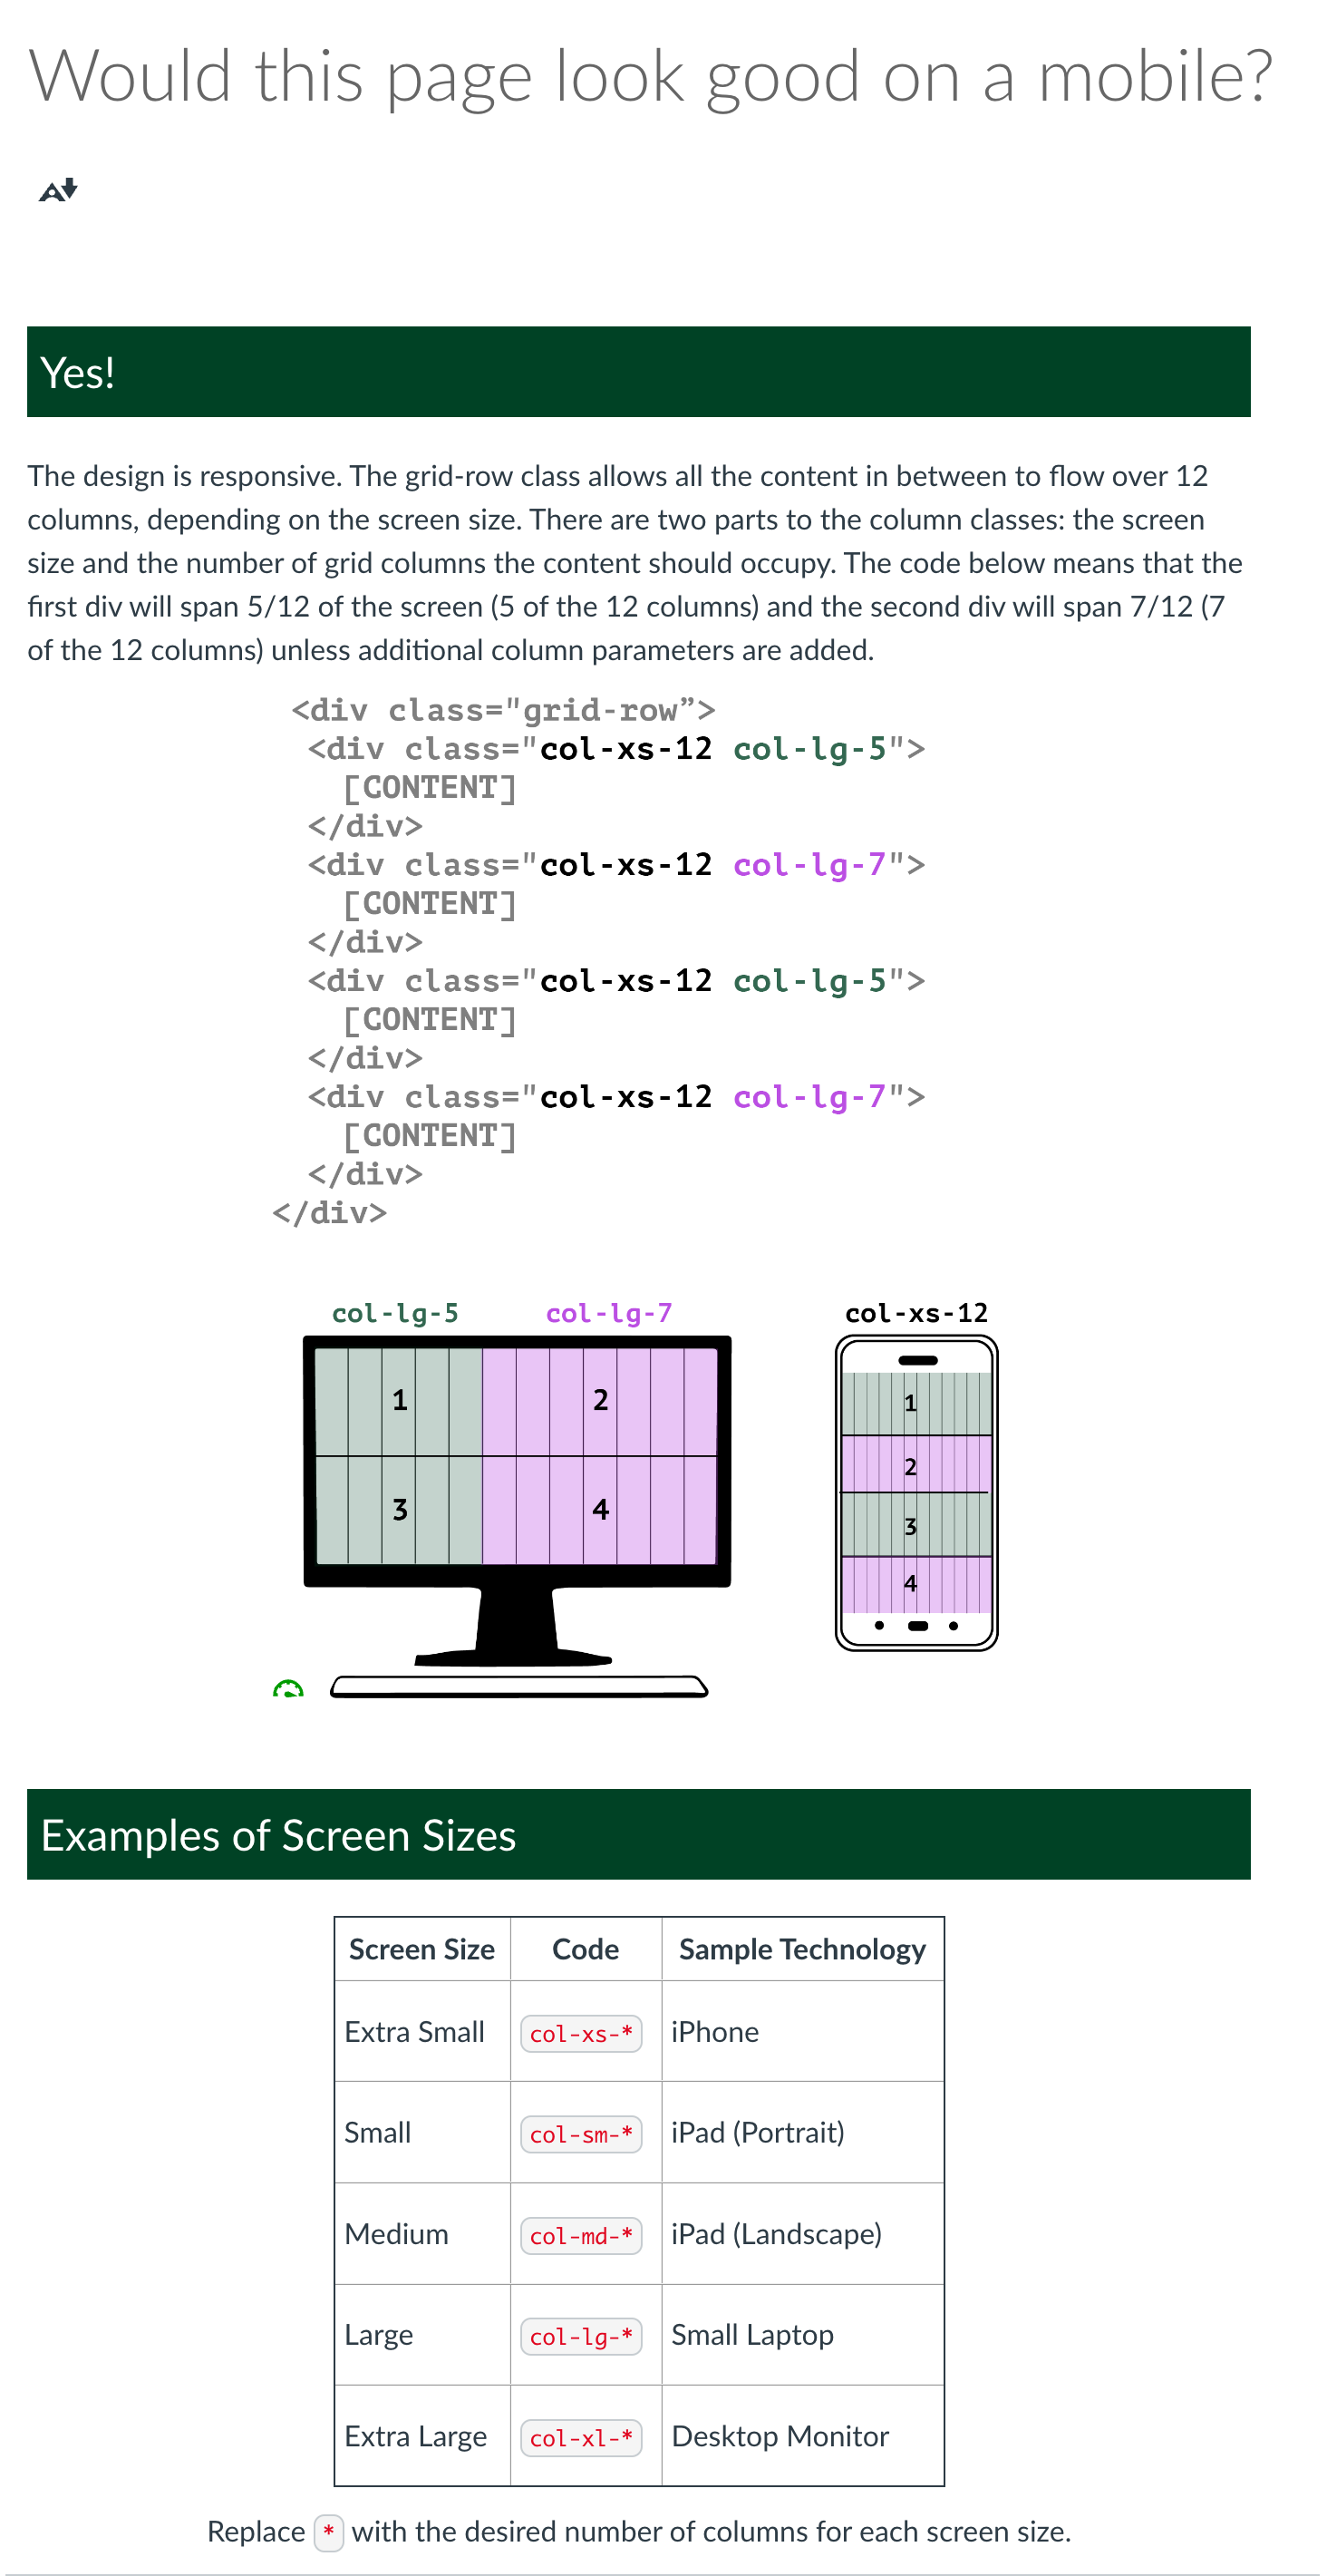 Would this page look good on a mobile?
Yes!
The design is responsive. The grid-row class allows all the content in between to flow over 12
columns, depending on the screen size. There are two parts to the column classes: the screen
size and the number of grid columns the content should occupy. The code below means that the
first div will span 5/12 of the screen (5 of the 12 columns) and the second div will span 7/12 (7
of the 12 columns) unless additional column parameters are added.
<div class="grid-row”>
<div class="col-xs-12 col-lg-5">
[CONTENT]
</div>
<div class="col-xs-12 col-lg-7">
[CONTENT]
</div>
<div class="col-xs-12 col-lg-5">
[CONTENT]
</div>
<div class="col-xs-12 col-lg-7">
[CONTENT]
</div>
</div>
col-lg-5 col-lg-7 col-xs-12
1 2
3 4
1
2
3
4
Examples of Screen Sizes
Screen Size Code Sample Technology
Extra Small col-xs-* iPhone
Small col-sm-* iPad (Portrait)
Medium col-md-* iPad (Landscape)
Large col-lg-* Small Laptop
Extra Large col-xl-* Desktop Monitor
Replace * with the desired number of columns for each screen size.